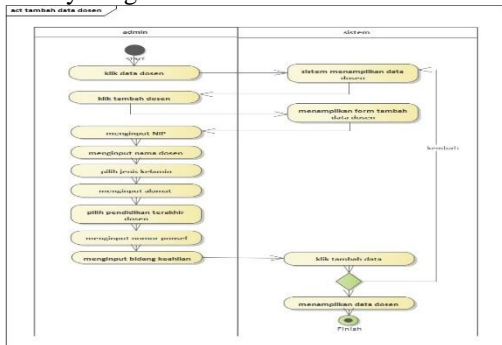 act tambah data dosen
admin
sistem
klik data dosen
sistem menampilkan data
dosen
klik tambah dosen
menampilkan form tambah
data dosen
menginput NIP
kembali
menginput nama dosen
pilih jenis kelamin
menginput alamat
pilih pendidikan terakhir
dosen
menginput nomor ponsel
menginput bidang keahlian
klik tambah data
menampilkan data dosen
Finish